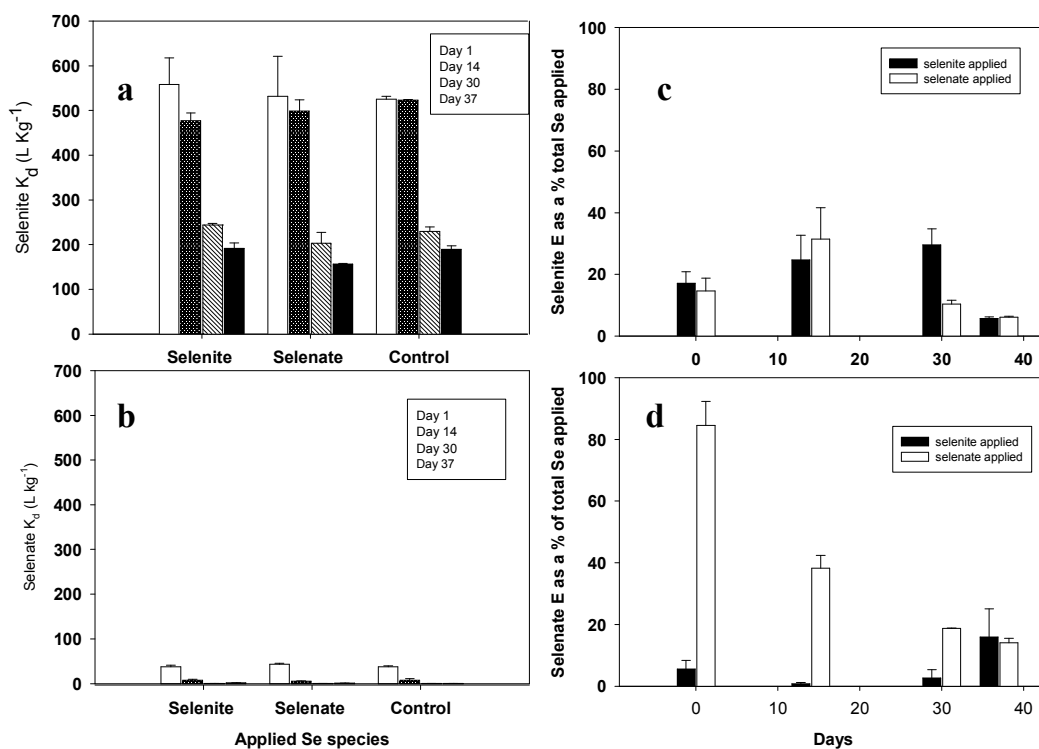 a
Selenite Kd (L Kg-1)
700
600
500
400
300
200
100
0
Day 1
Day 14
Day 30
Day 37
Selenite Selenate Control
b
Selenate Kd (L kg-1)
700
600
500
400
300
200
100
0
Day 1
Day 14
Day 30
Day 37
Selenite Selenate Control
Applied Se species
c
Selenite E as a % total Se applied
100
80
60
40
20
0
selenite applied
selenate applied
0 10 20 30 40
d
Selenate E as a % of total Se applied
100
80
60
40
20
0
selenite applied
selenate applied
0 10 20 30 40
Days